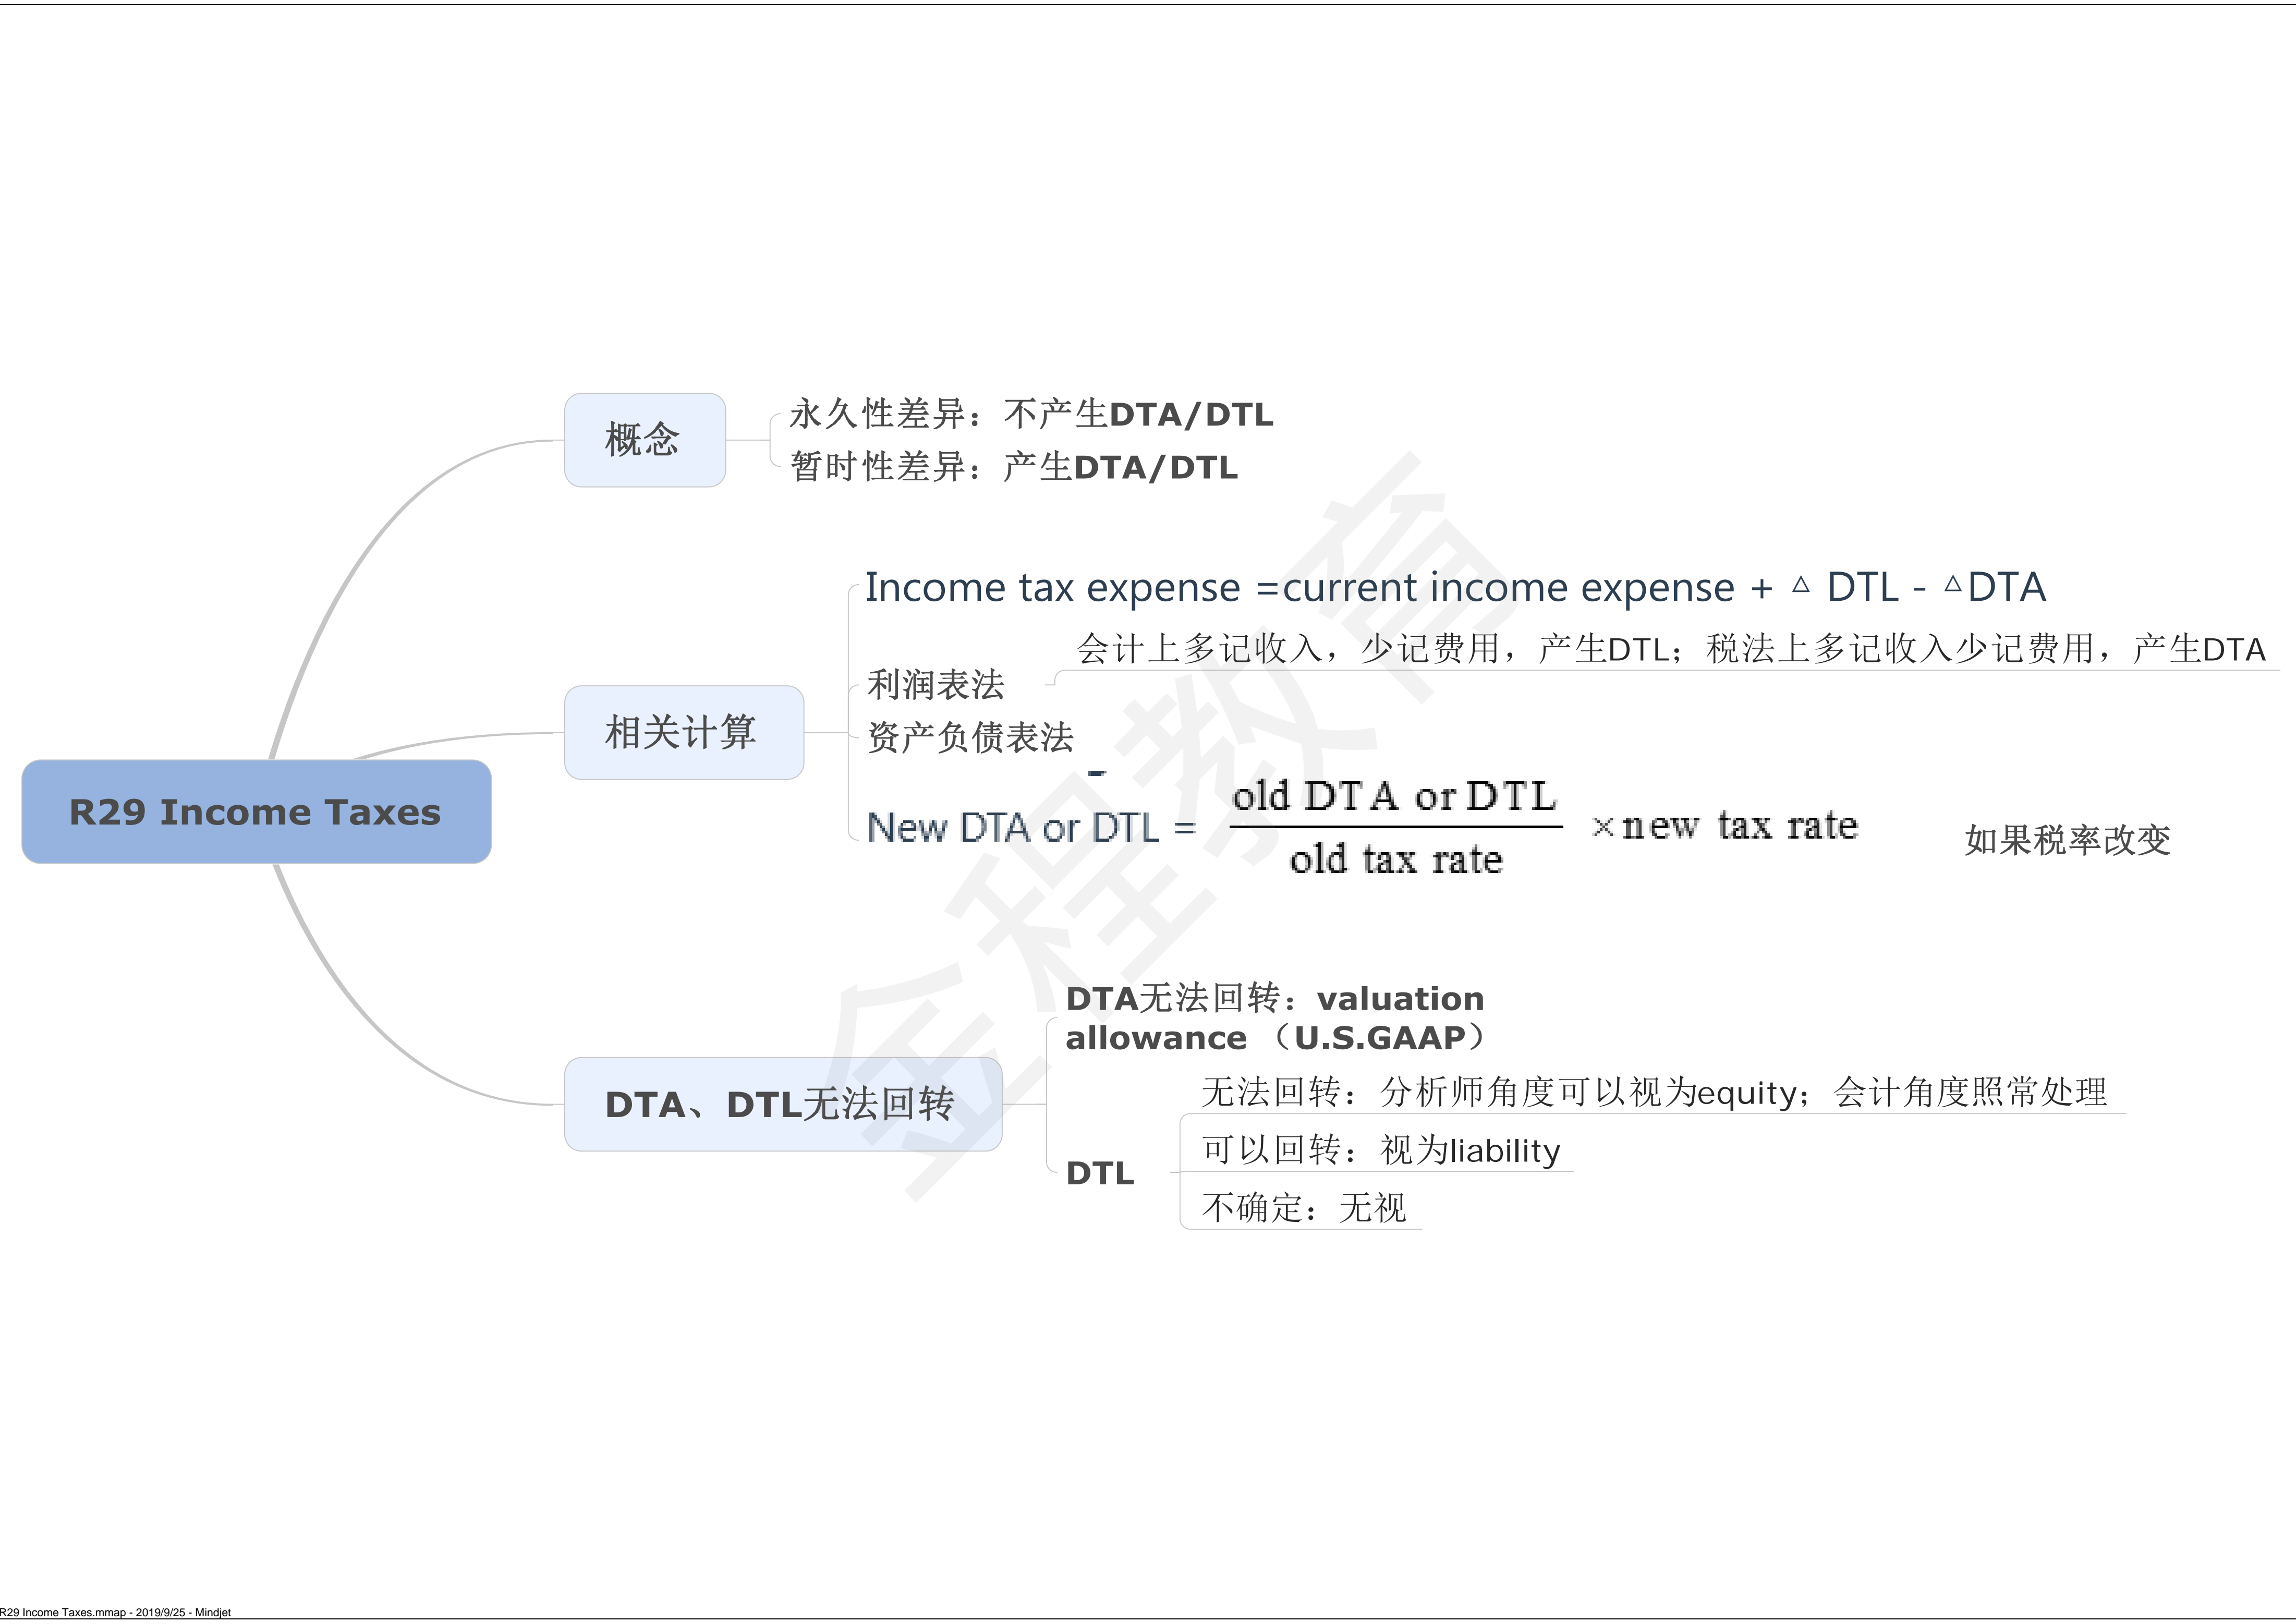 R29 Income Taxes
概念
永久性差异：不产生DTA/DTL
暂时性差异：产生DTA/DTL
相关计算
Income tax expense =current income expense + △ DTL - △DTA
利润表法
会计上多记收入，少记费用，产生DTL；税法上多记收入少记费用，产生DTA
资产负债表法
New DTA or DTL = old DTA or DTL / old tax rate × new tax rate 如果税率改变
DTA、DTL无法回转
DTA无法回转：valuation
allowance （U.S.GAAP）
DTL
无法回转：分析师角度可以视为equity；会计角度照常处理
可以回转：视为liability
不确定：无视
金程教育
R29 Income Taxes.mmap - 2019/9/25 - Mindjet